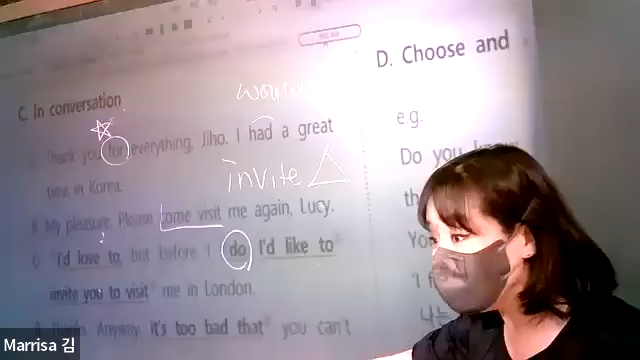 C. In conversation
would
Thank you for everything, Jiho. I had a great
time in Korea.
invite
My pleasure. Please come visit me again, Lucy.
I'd love to but before I do I'd like to
invite you to visit me in London.
Anyway, it's too bad that you can't
D. Choose and
e.g.
Do you
Marrisa 김